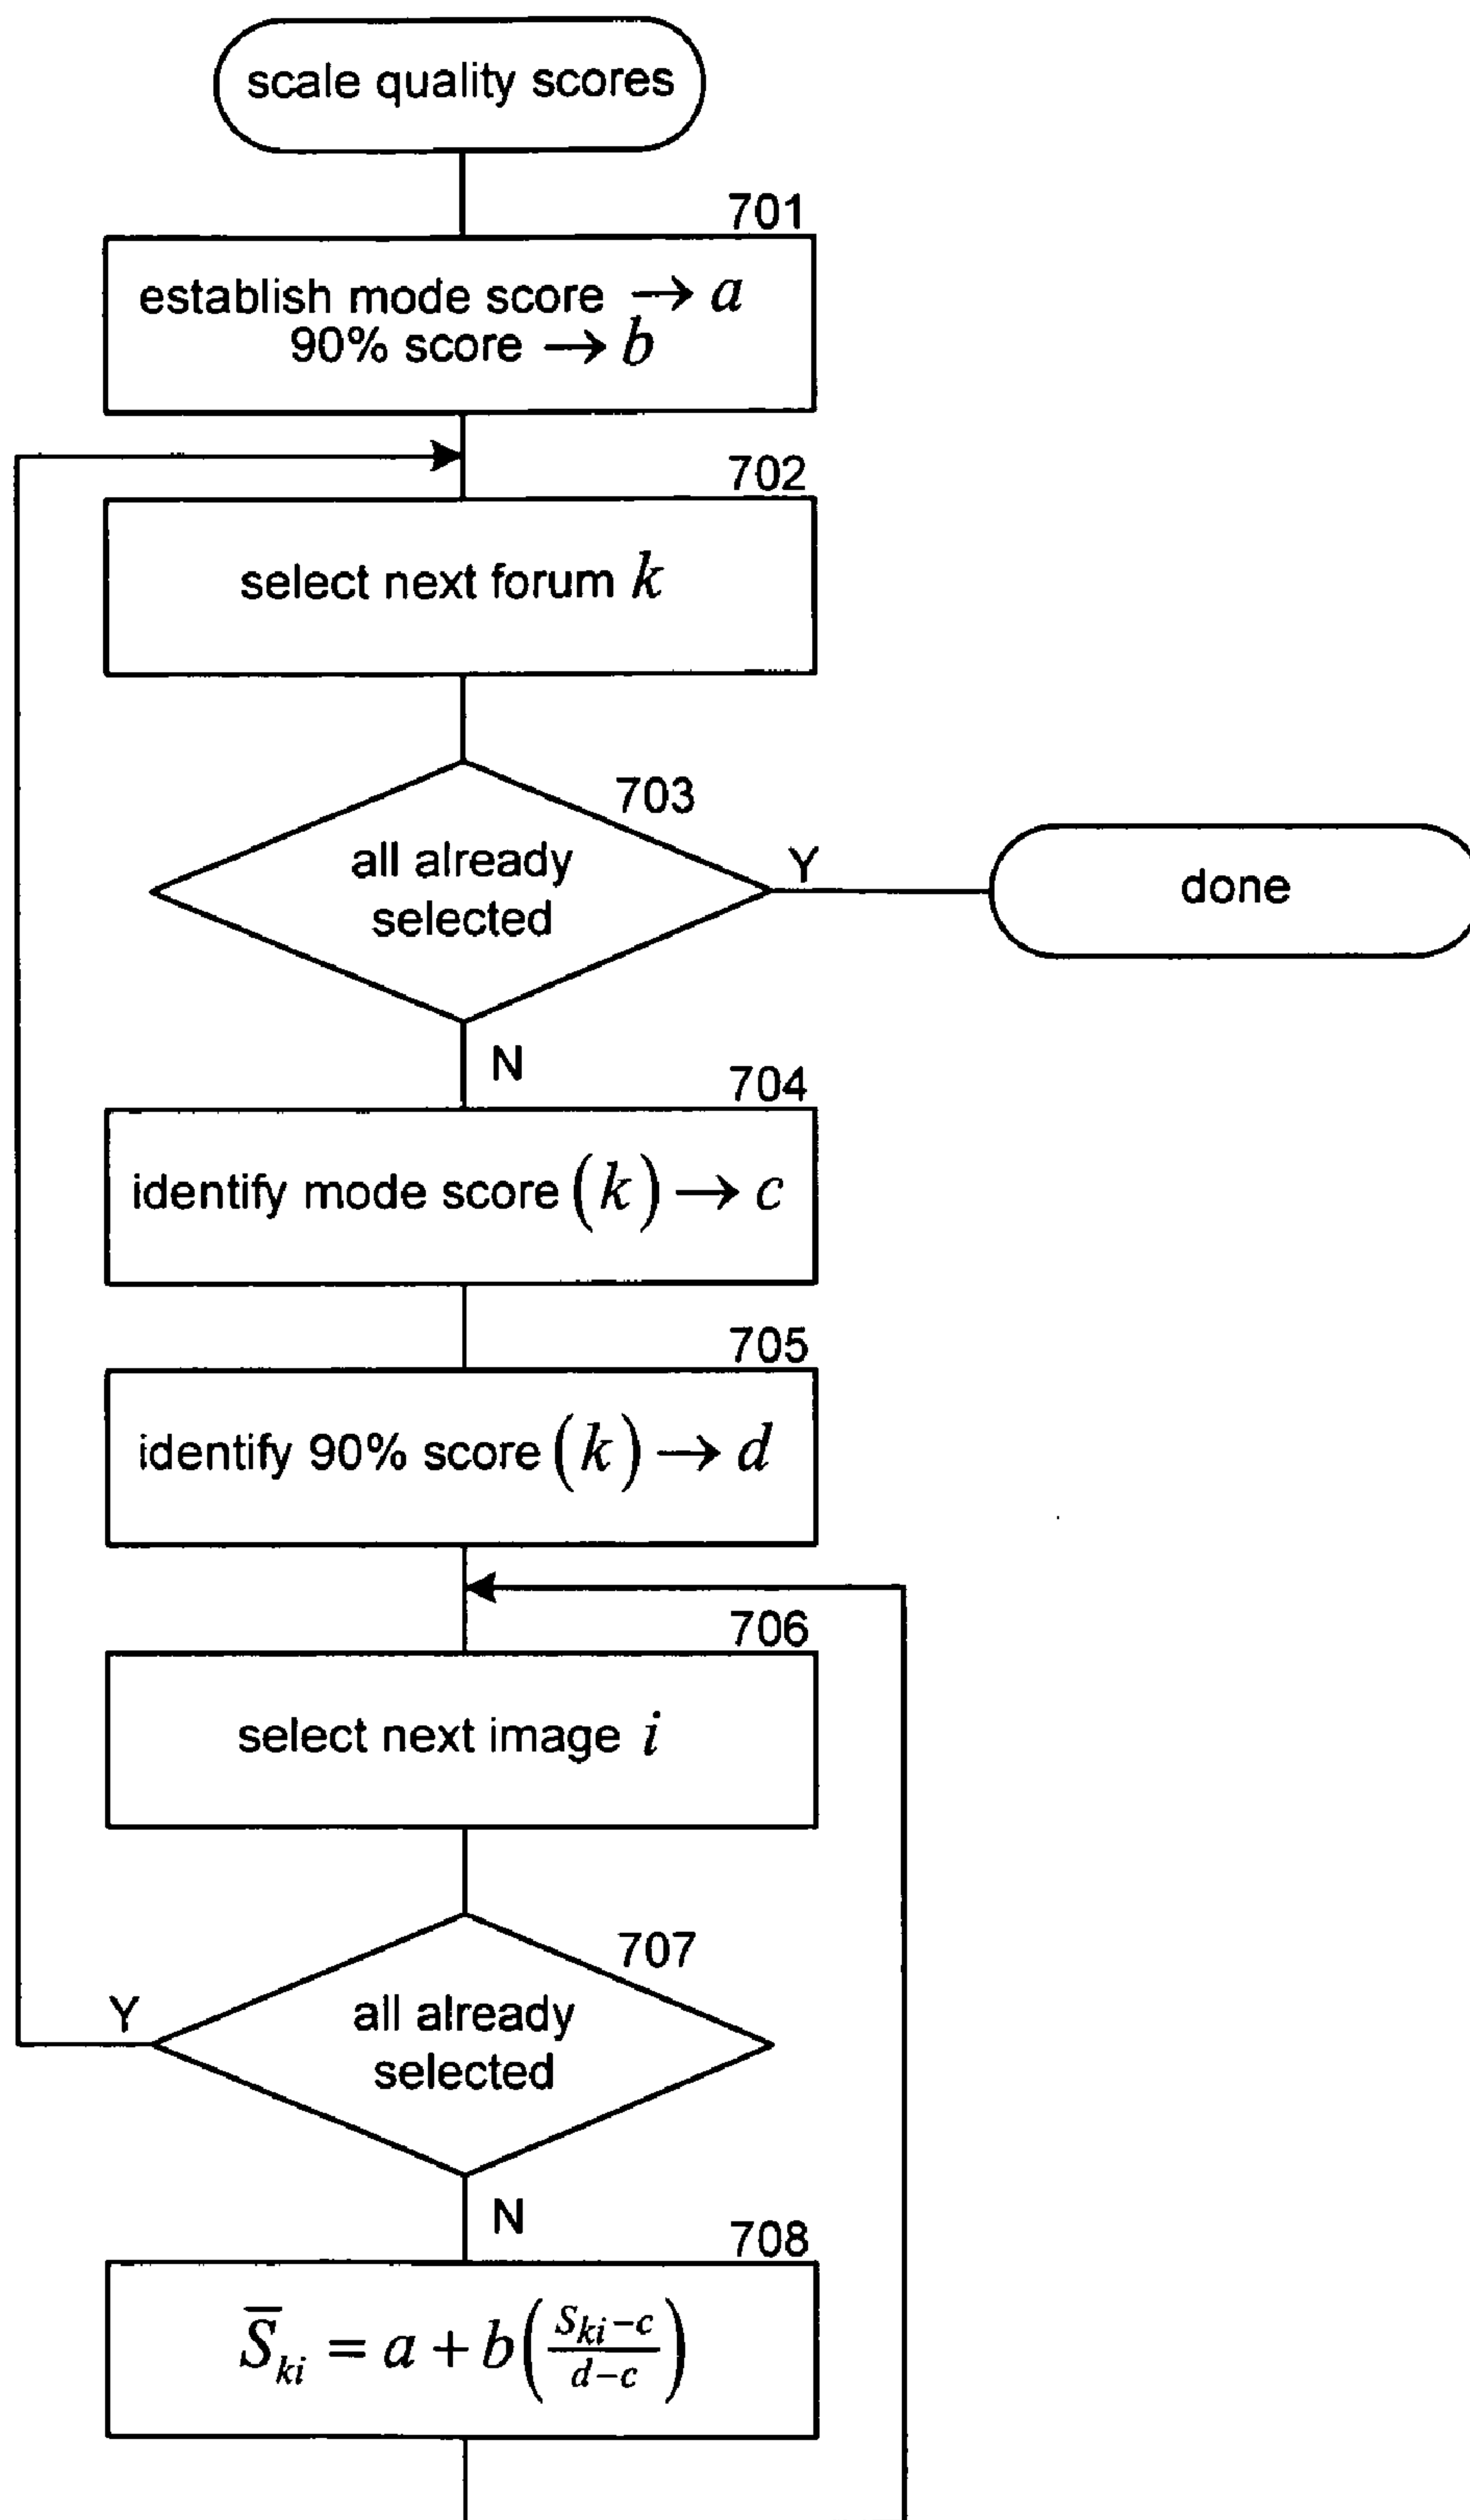 scale quality scores
701
establish mode score → a
90% score → b
702
select next forum k
703
all already
selected
Y
done
N
704
identify mode score (k) → c
705
identify 90% score (k) → d
706
select next image i
707
all already
selected
Y
N
708
S̅ki = a + b((Ski−c)/(d−c))